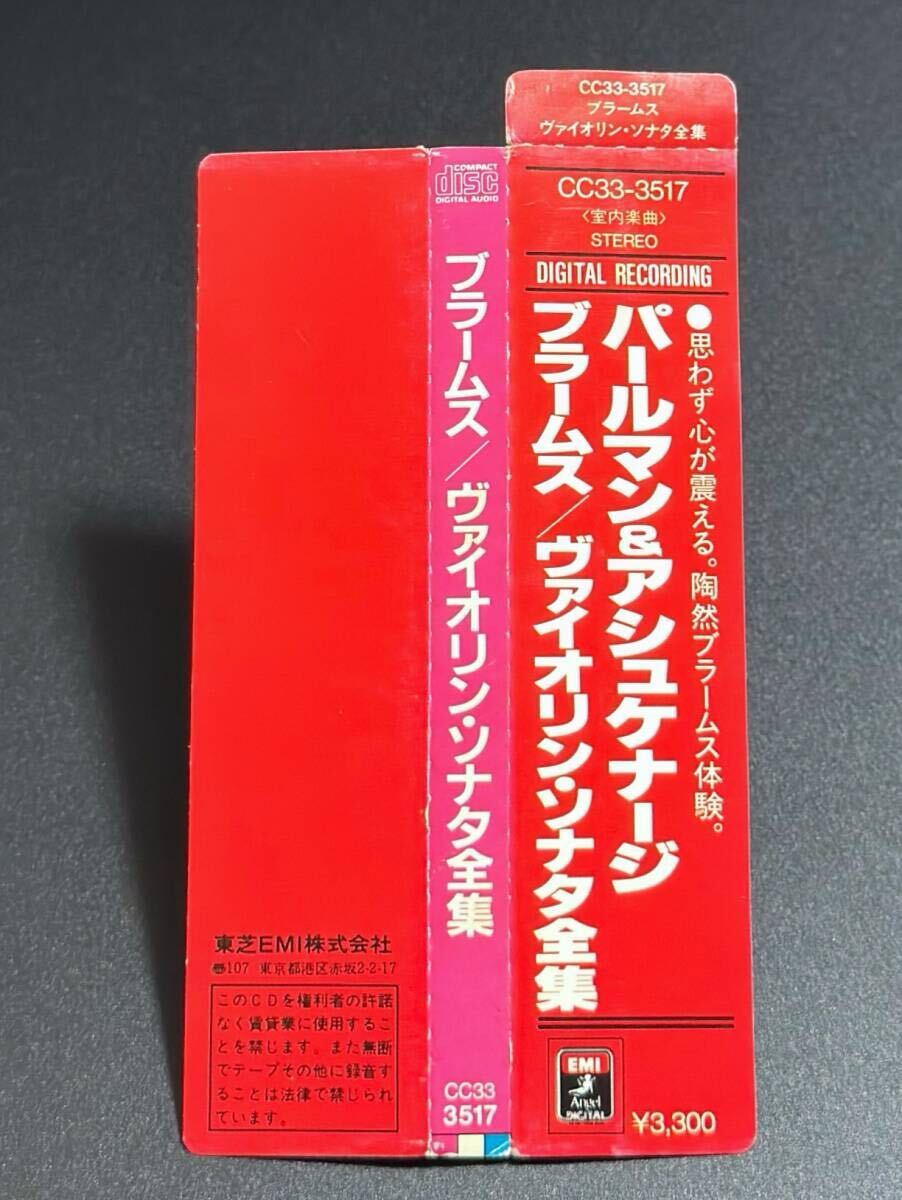 CC33-3517
ブラームス
ヴァイオリン・ソナタ全集
CC33-3517
〈室内楽曲〉
STEREO
DIGITAL RECORDING
●思わず心が震える。陶然ブラームス体験。
パールマン&アシュケナージ
ブラームス/ヴァイオリン・ソナタ全集
EMI
Angel
DIGITAL
¥3,300
COMPACT
disc
DIGITAL AUDIO
ブラームス/ヴァイオリン・ソナタ全集
CC33
3517
東芝EMI株式会社
107 東京都港区赤坂2-2-17
このCDを権利者の許諾
なく賃貸業に使用するこ
とを禁じます。また無断
でテープその他に録音す
ることは法律で禁じられ
ています。